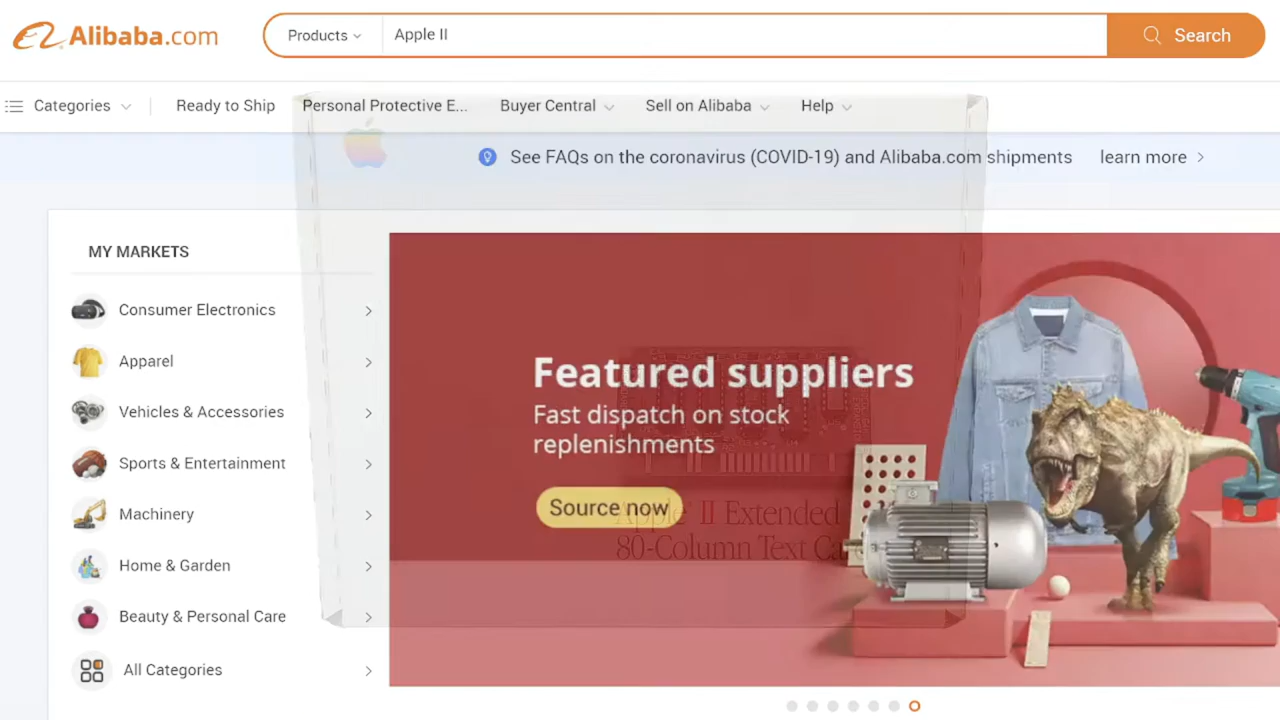 Alibaba.com
Products
Apple II
Search
Categories
Ready to Ship
Personal Protective E...
Buyer Central
Sell on Alibaba
Help
See FAQs on the coronavirus (COVID-19) and Alibaba.com shipments
learn more
MY MARKETS
Consumer Electronics
Apparel
Vehicles & Accessories
Sports & Entertainment
Machinery
Home & Garden
Beauty & Personal Care
All Categories
Featured suppliers
Fast dispatch on stock
replenishments
Source now
Apple II Extended
80-Column Text